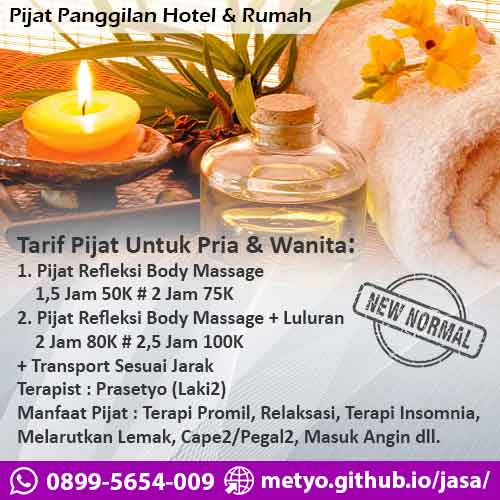 Pijat Panggilan Hotel & Rumah
Tarif Pijat Untuk Pria & Wanita:
1. Pijat Refleksi Body Massage
1,5 Jam 50K # 2 Jam 75K
2. Pijat Refleksi Body Massage + Luluran
2 Jam 80K # 2,5 Jam 100K
+ Transport Sesuai Jarak
Terapist : Prasetyo (Laki2)
Manfaat Pijat : Terapi Promil, Relaksasi, Terapi Insomnia,
Melarutkan Lemak, Cape2/Pegal2, Masuk Angin dll.
NEW NORMAL
0899-5654-009 metyo.github.io/jasa/